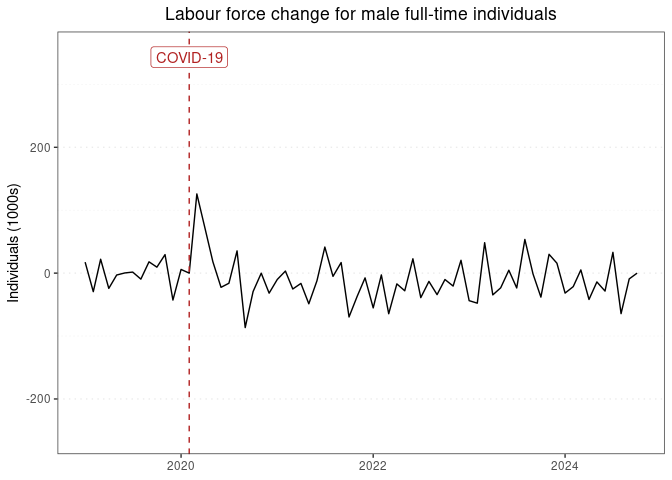 Labour force change for male full-time individuals
COVID-19
Individuals (1000s)
200
0
-200
2020
2022
2024